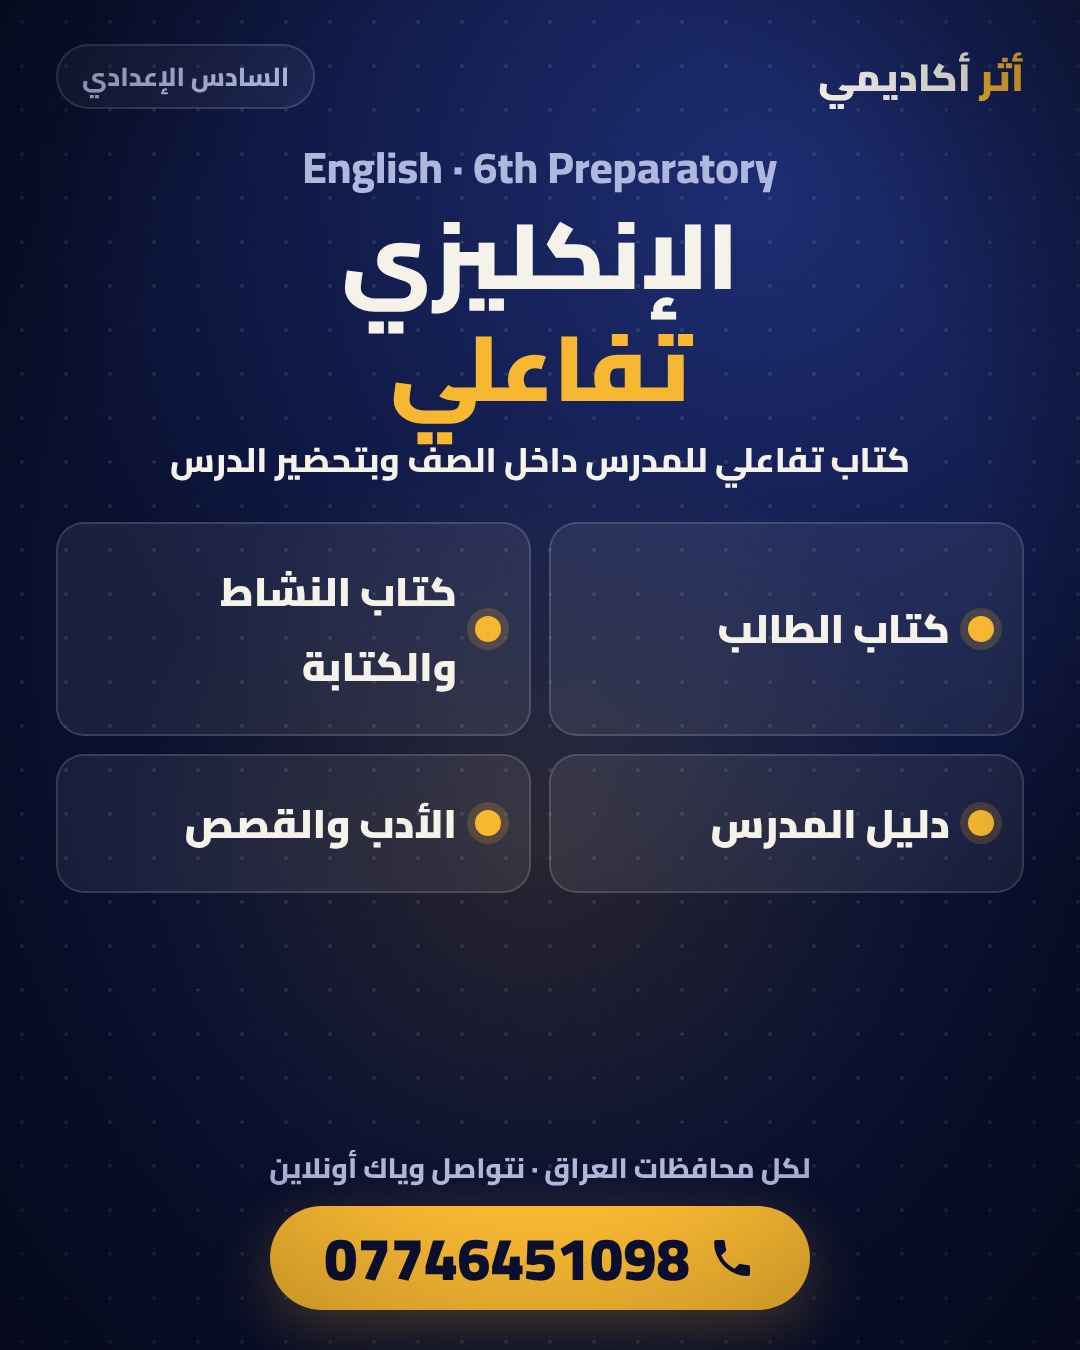 أثر أكاديمي
السادس الإعدادي
English · 6th Preparatory
الإنكليزي
تفاعلي
كتاب تفاعلي للمدرس داخل الصف وبتحضير الدرس
كتاب الطالب
كتاب النشاط
والكتابة
دليل المدرس
الأدب والقصص
لكل محافظات العراق · نتواصل وياك أونلاين
07746451098